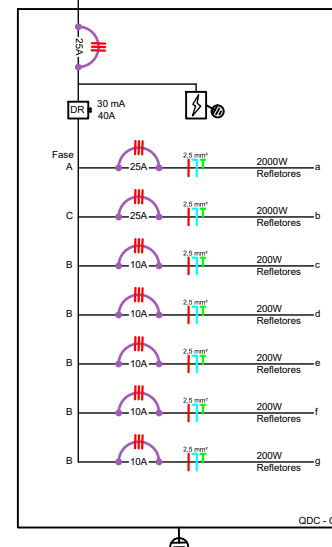 25A
DR
30 mA
40A
Fase
A 25A 2,5 mm² 2000W a
Refletores
C 25A 2,5 mm² 2000W b
Refletores
B 10A 2,5 mm² 200W c
Refletores
B 10A 2,5 mm² 200W d
Refletores
B 10A 2,5 mm² 200W e
Refletores
B 10A 2,5 mm² 200W f
Refletores
B 10A 2,5 mm² 200W g
Refletores
QDC -